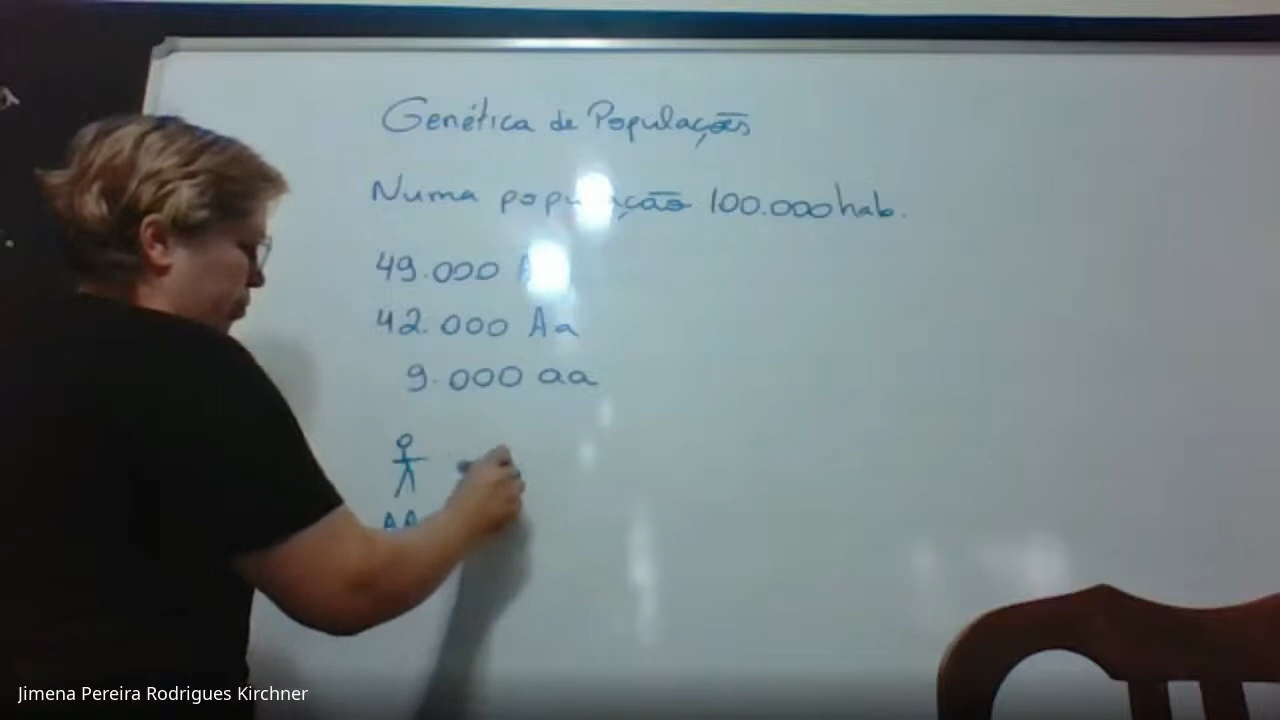 Genética de Populações
Numa população 100.000 hab.
49.000
42.000 Aa
9.000 aa
AA
Jimena Pereira Rodrigues Kirchner